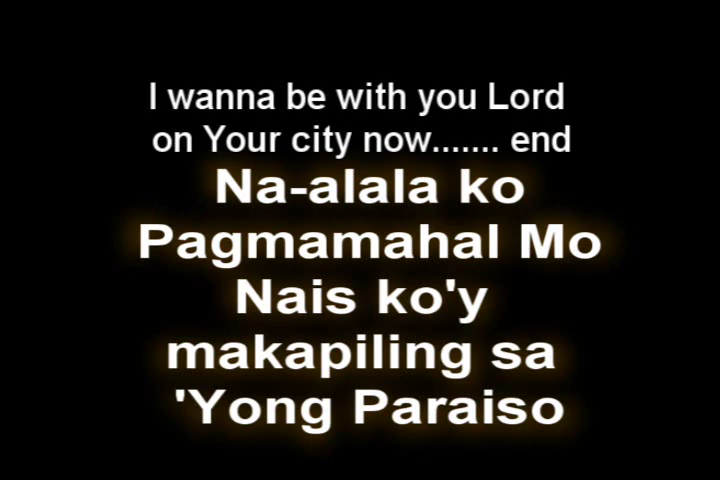 I wanna be with you Lord
on Your city now....... end
Na-alala ko
Pagmamahal Mo
Nais ko'y
makapiling sa
'Yong Paraiso